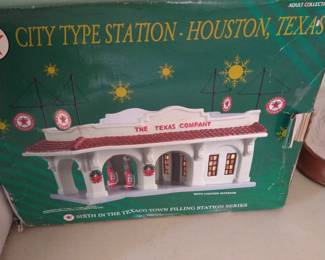 ADULT COLLECTA
CITY TYPE STATION - HOUSTON, TEXAS
THE TEXAS COMPANY
WITH LIGHTED INTERIOR
SIXTH IN THE TEXACO TOWN FILLING STATION SERIES